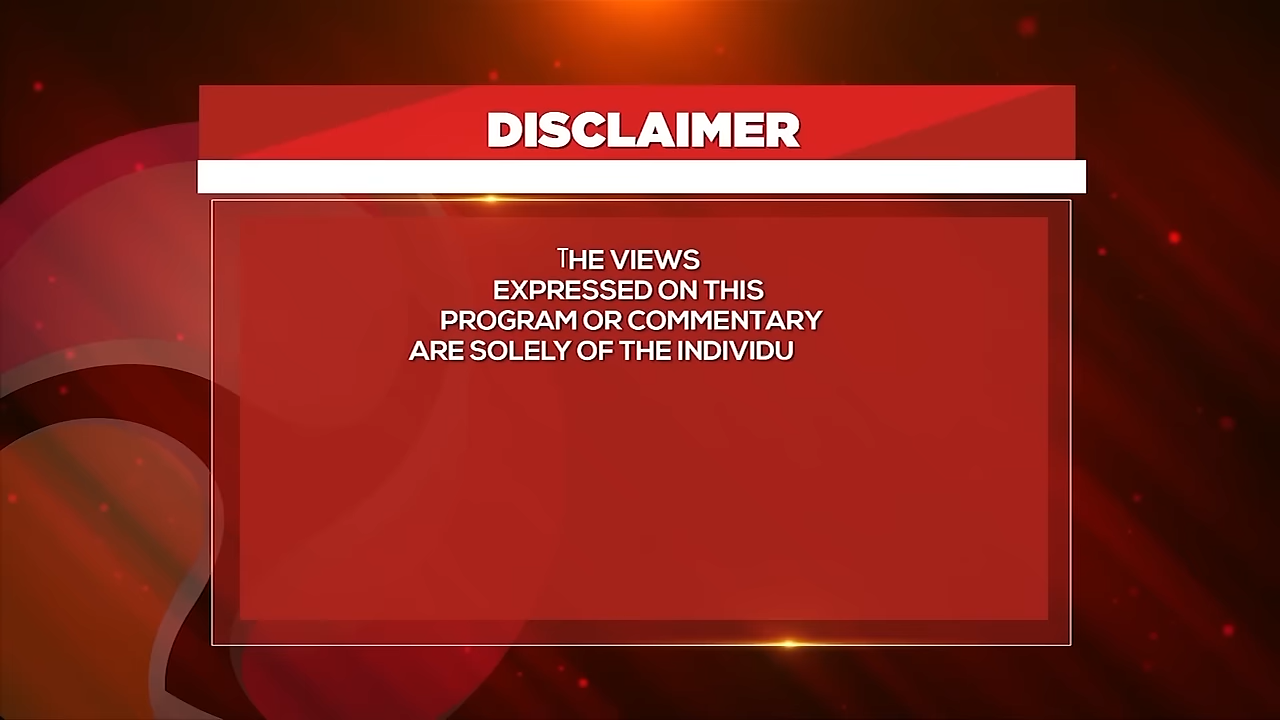 DISCLAIMER
THE VIEWS
EXPRESSED ON THIS
PROGRAM OR COMMENTARY
ARE SOLELY OF THE INDIVIDU